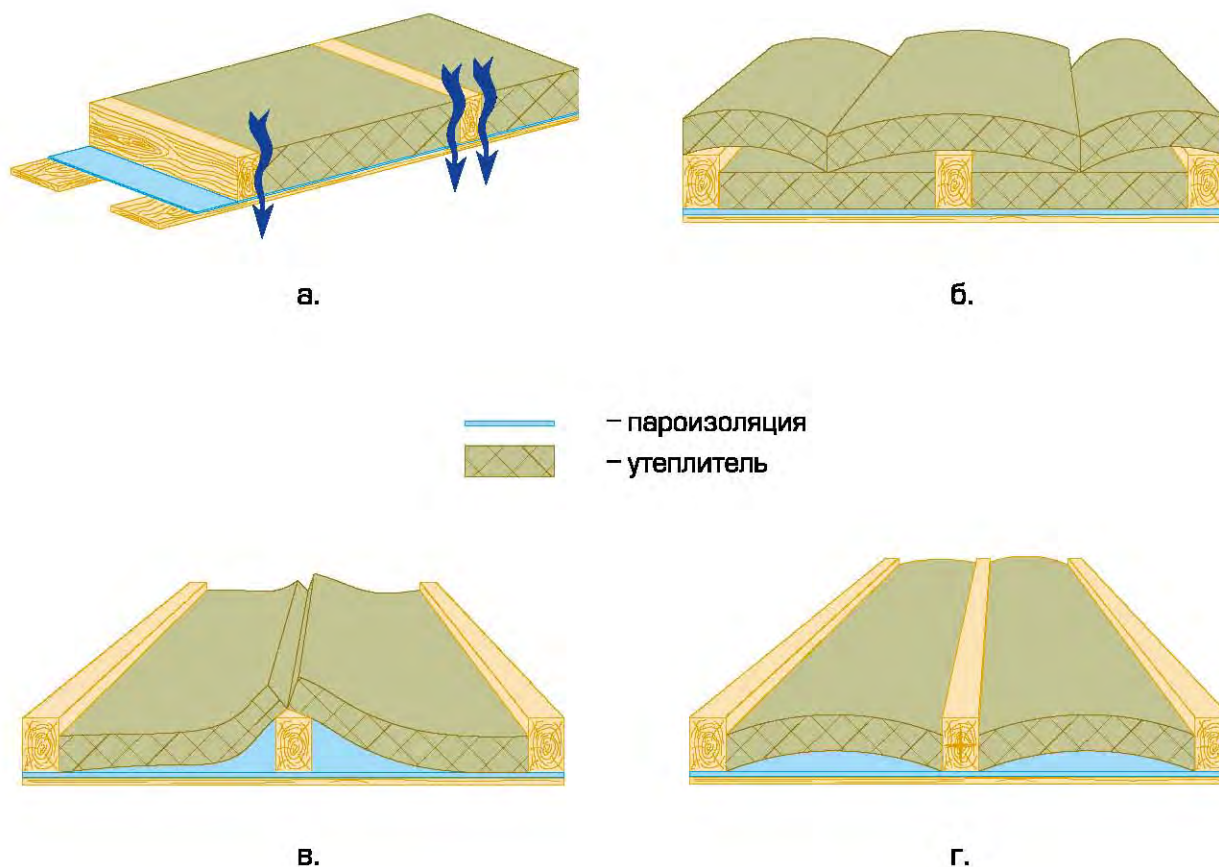 а.
б.
– пароизоляция
– утеплитель
в.
г.